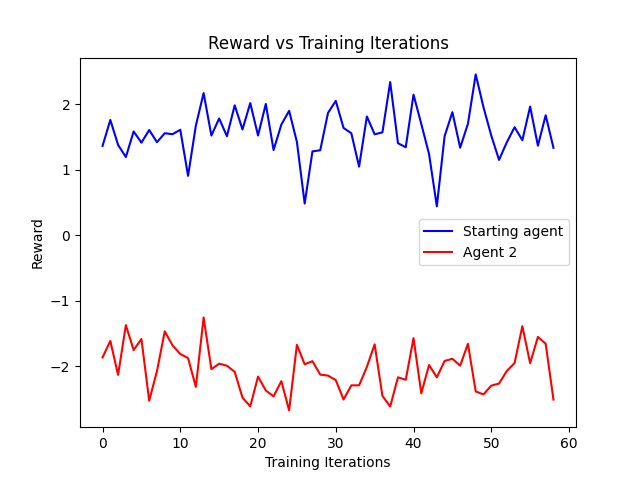 Reward vs Training Iterations
Reward
2
1
0
−1
−2
Starting agent
Agent 2
0 10 20 30 40 50 60
Training Iterations